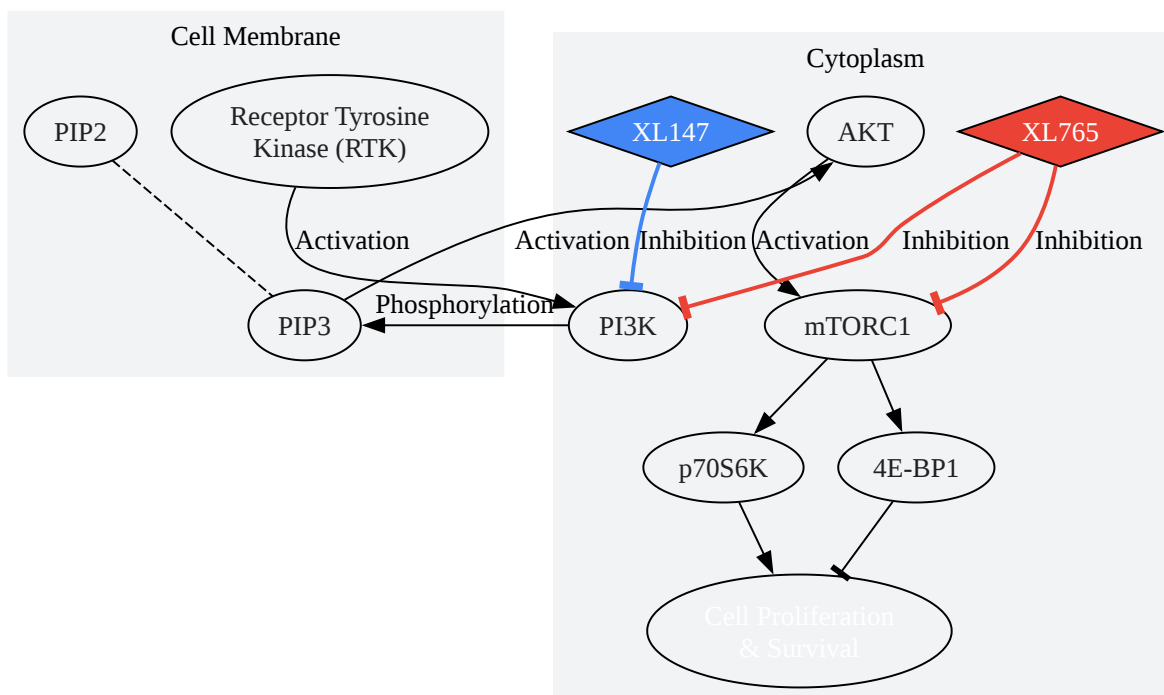 Cell Membrane
Cytoplasm
PIP2
Receptor Tyrosine
Kinase (RTK)
XL147
AKT
XL765
Activation
Activation
Inhibition
Activation
Inhibition
Inhibition
Phosphorylation
PIP3
PI3K
mTORC1
p70S6K
4E-BP1
Cell Proliferation
& Survival